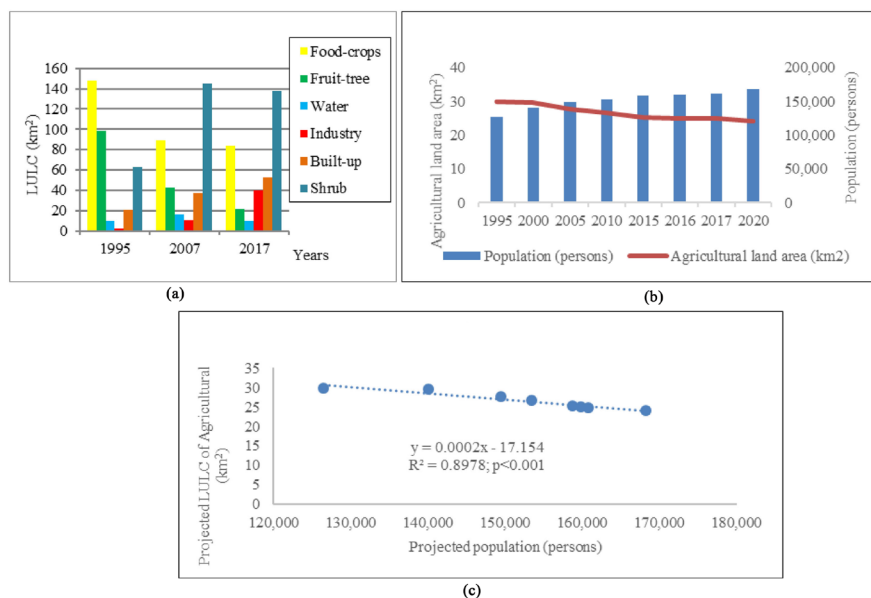 160
140
120
100
80
60
40
20
0
LULC (km²)
1995 2007 2017
Years
Food-crops
Fruit-tree
Water
Industry
Built-up
Shrub
(a)
Agricultural land area (km²)
40
30
20
10
0
200,000
150,000
100,000
50,000
0
Population (persons)
1995 2000 2005 2010 2015 2016 2017 2020
Population (persons) Agricultural land area (km2)
(b)
Projected LULC of Agricultural
(km²)
35
30
25
20
15
10
5
0
y = 0.0002x - 17.154
R² = 0.8978; p<0.001
120,000 130,000 140,000 150,000 160,000 170,000 180,000
Projected population (persons)
(c)